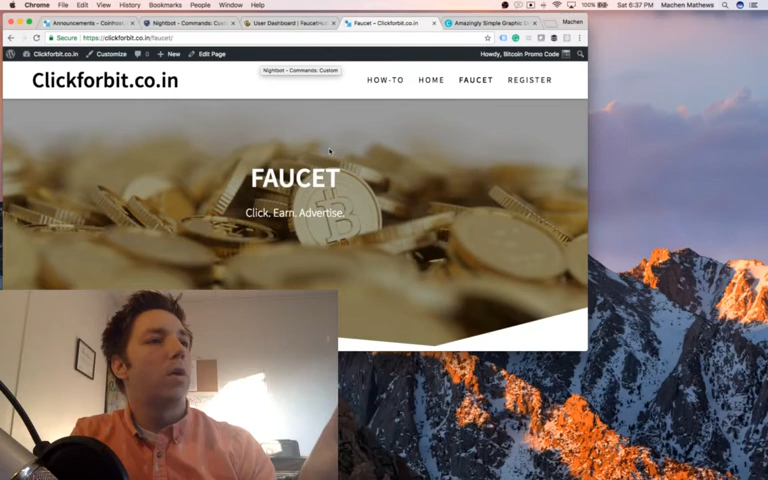 Chrome File Edit View History Bookmarks People Window Help 100% Sat 6:37 PM Machen Mathews
Announcements - Coinhost Nightbot - Commands: Cus User Dashboard | FaucetHu Faucet – Clickforbit.co.in Amazingly Simple Graphic D Machen
Secure https://clickforbit.co.in/faucet/
Clickforbit.co.in Customize 0 + New Edit Page Howdy, Bitcoin Promo Code
Nightbot - Commands: Custom
Clickforbit.co.in HOW-TO HOME FAUCET REGISTER
FAUCET
Click. Earn. Advertise.